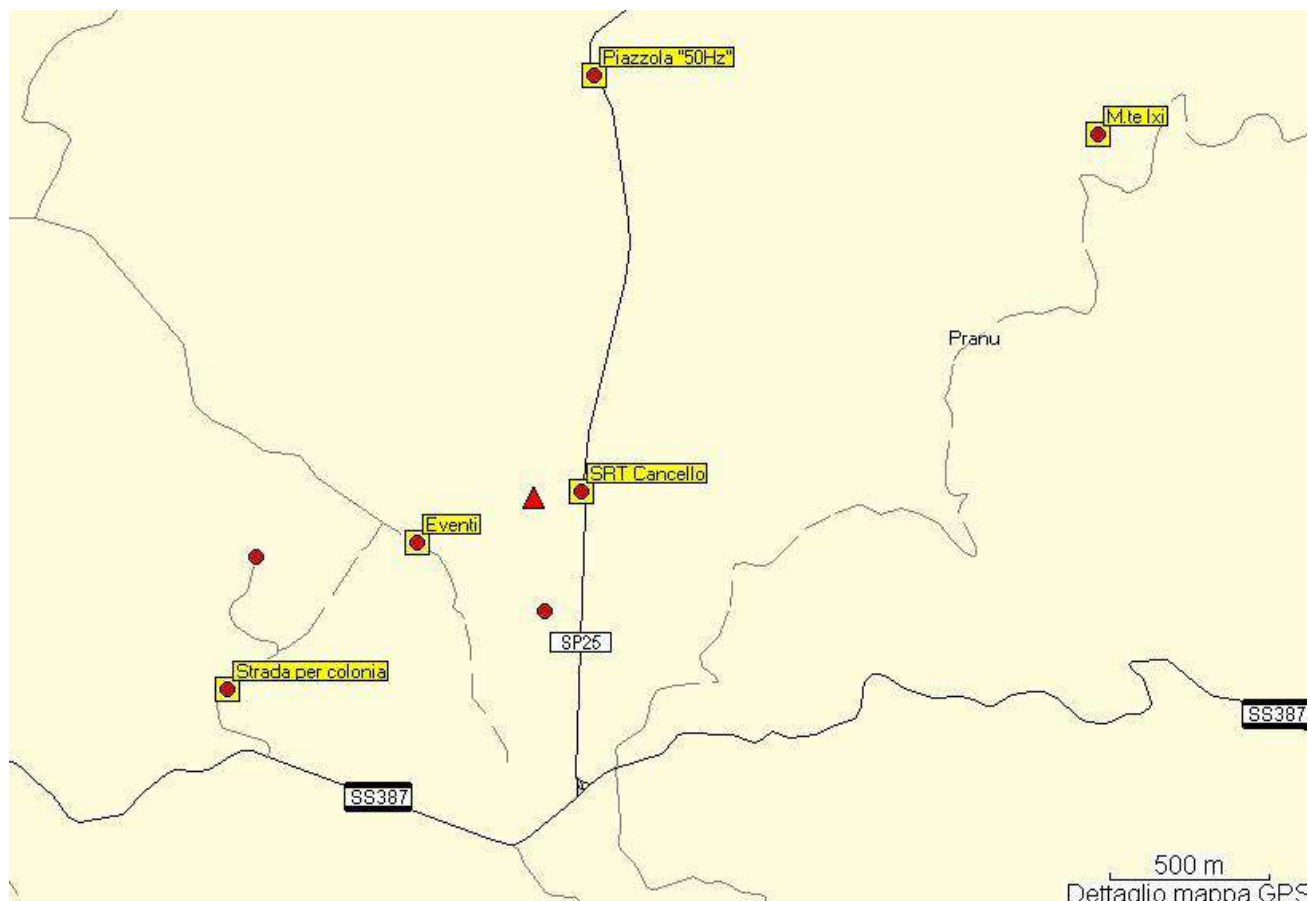 Piazzola "50Hz"
M.te Ixi
Pranu
SRT Cancello
Eventi
SP25
Strada per colonia
SS387
SS387
500 m
Dettaglio mappa GPS